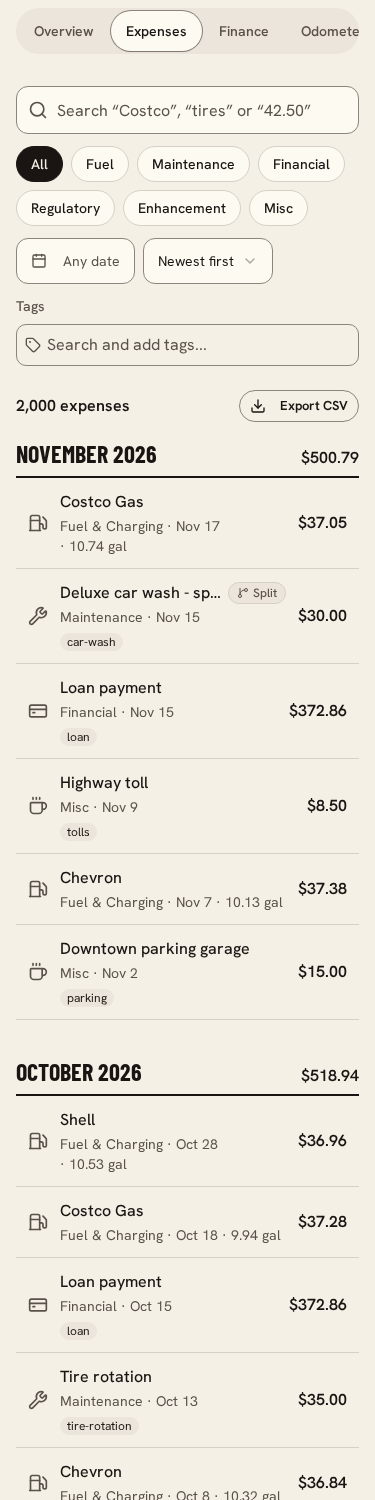 Overview Expenses Finance Odomete
Search “Costco”, “tires” or “42.50”
All Fuel Maintenance Financial
Regulatory Enhancement Misc
Any date Newest first
Tags
Search and add tags...
2,000 expenses Export CSV
NOVEMBER 2026 $500.79
Costco Gas
Fuel & Charging · Nov 17
· 10.74 gal
$37.05
Deluxe car wash - sp... Split
Maintenance · Nov 15
$30.00
car-wash
Loan payment
Financial · Nov 15
$372.86
loan
Highway toll
Misc · Nov 9
$8.50
tolls
Chevron
Fuel & Charging · Nov 7 · 10.13 gal
$37.38
Downtown parking garage
Misc · Nov 2
$15.00
parking
OCTOBER 2026 $518.94
Shell
Fuel & Charging · Oct 28
· 10.53 gal
$36.96
Costco Gas
Fuel & Charging · Oct 18 · 9.94 gal
$37.28
Loan payment
Financial · Oct 15
$372.86
loan
Tire rotation
Maintenance · Oct 13
$35.00
tire-rotation
Chevron
Fuel & Charging · Oct 8 · 10.32 gal
$36.84